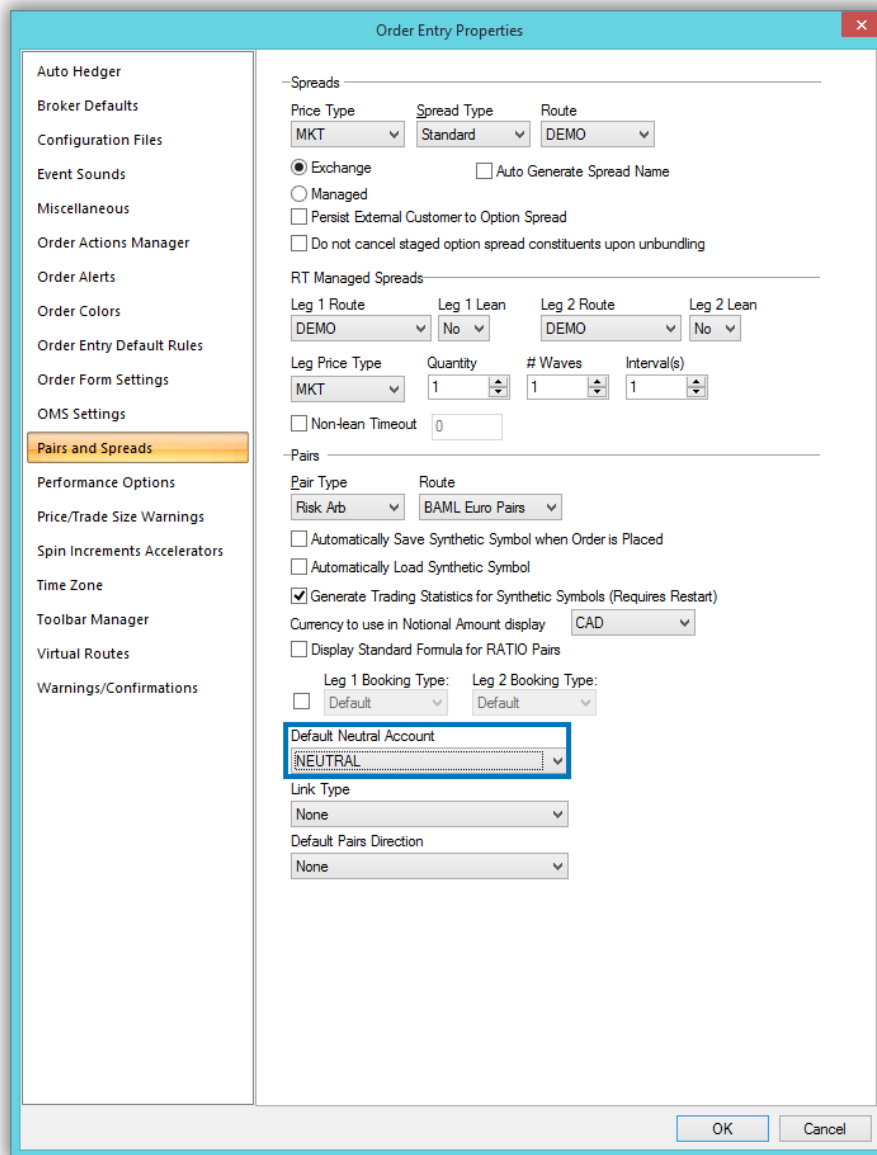 Order Entry Properties
Auto Hedger
Broker Defaults
Configuration Files
Event Sounds
Miscellaneous
Order Actions Manager
Order Alerts
Order Colors
Order Entry Default Rules
Order Form Settings
OMS Settings
Pairs and Spreads
Performance Options
Price/Trade Size Warnings
Spin Increments Accelerators
Time Zone
Toolbar Manager
Virtual Routes
Warnings/Confirmations
Spreads
Price Type Spread Type Route
MKT Standard DEMO
Exchange Auto Generate Spread Name
Managed
Persist External Customer to Option Spread
Do not cancel staged option spread constituents upon unbundling
RT Managed Spreads
Leg 1 Route Leg 1 Lean Leg 2 Route Leg 2 Lean
DEMO No DEMO No
Leg Price Type Quantity # Waves Interval(s)
MKT 1 1 1
Non-lean Timeout 0
Pairs
Pair Type Route
Risk Arb BAML Euro Pairs
Automatically Save Synthetic Symbol when Order is Placed
Automatically Load Synthetic Symbol
Generate Trading Statistics for Synthetic Symbols (Requires Restart)
Currency to use in Notional Amount display CAD
Display Standard Formula for RATIO Pairs
Leg 1 Booking Type: Leg 2 Booking Type:
Default Default
Default Neutral Account
NEUTRAL
Link Type
None
Default Pairs Direction
None
OK Cancel